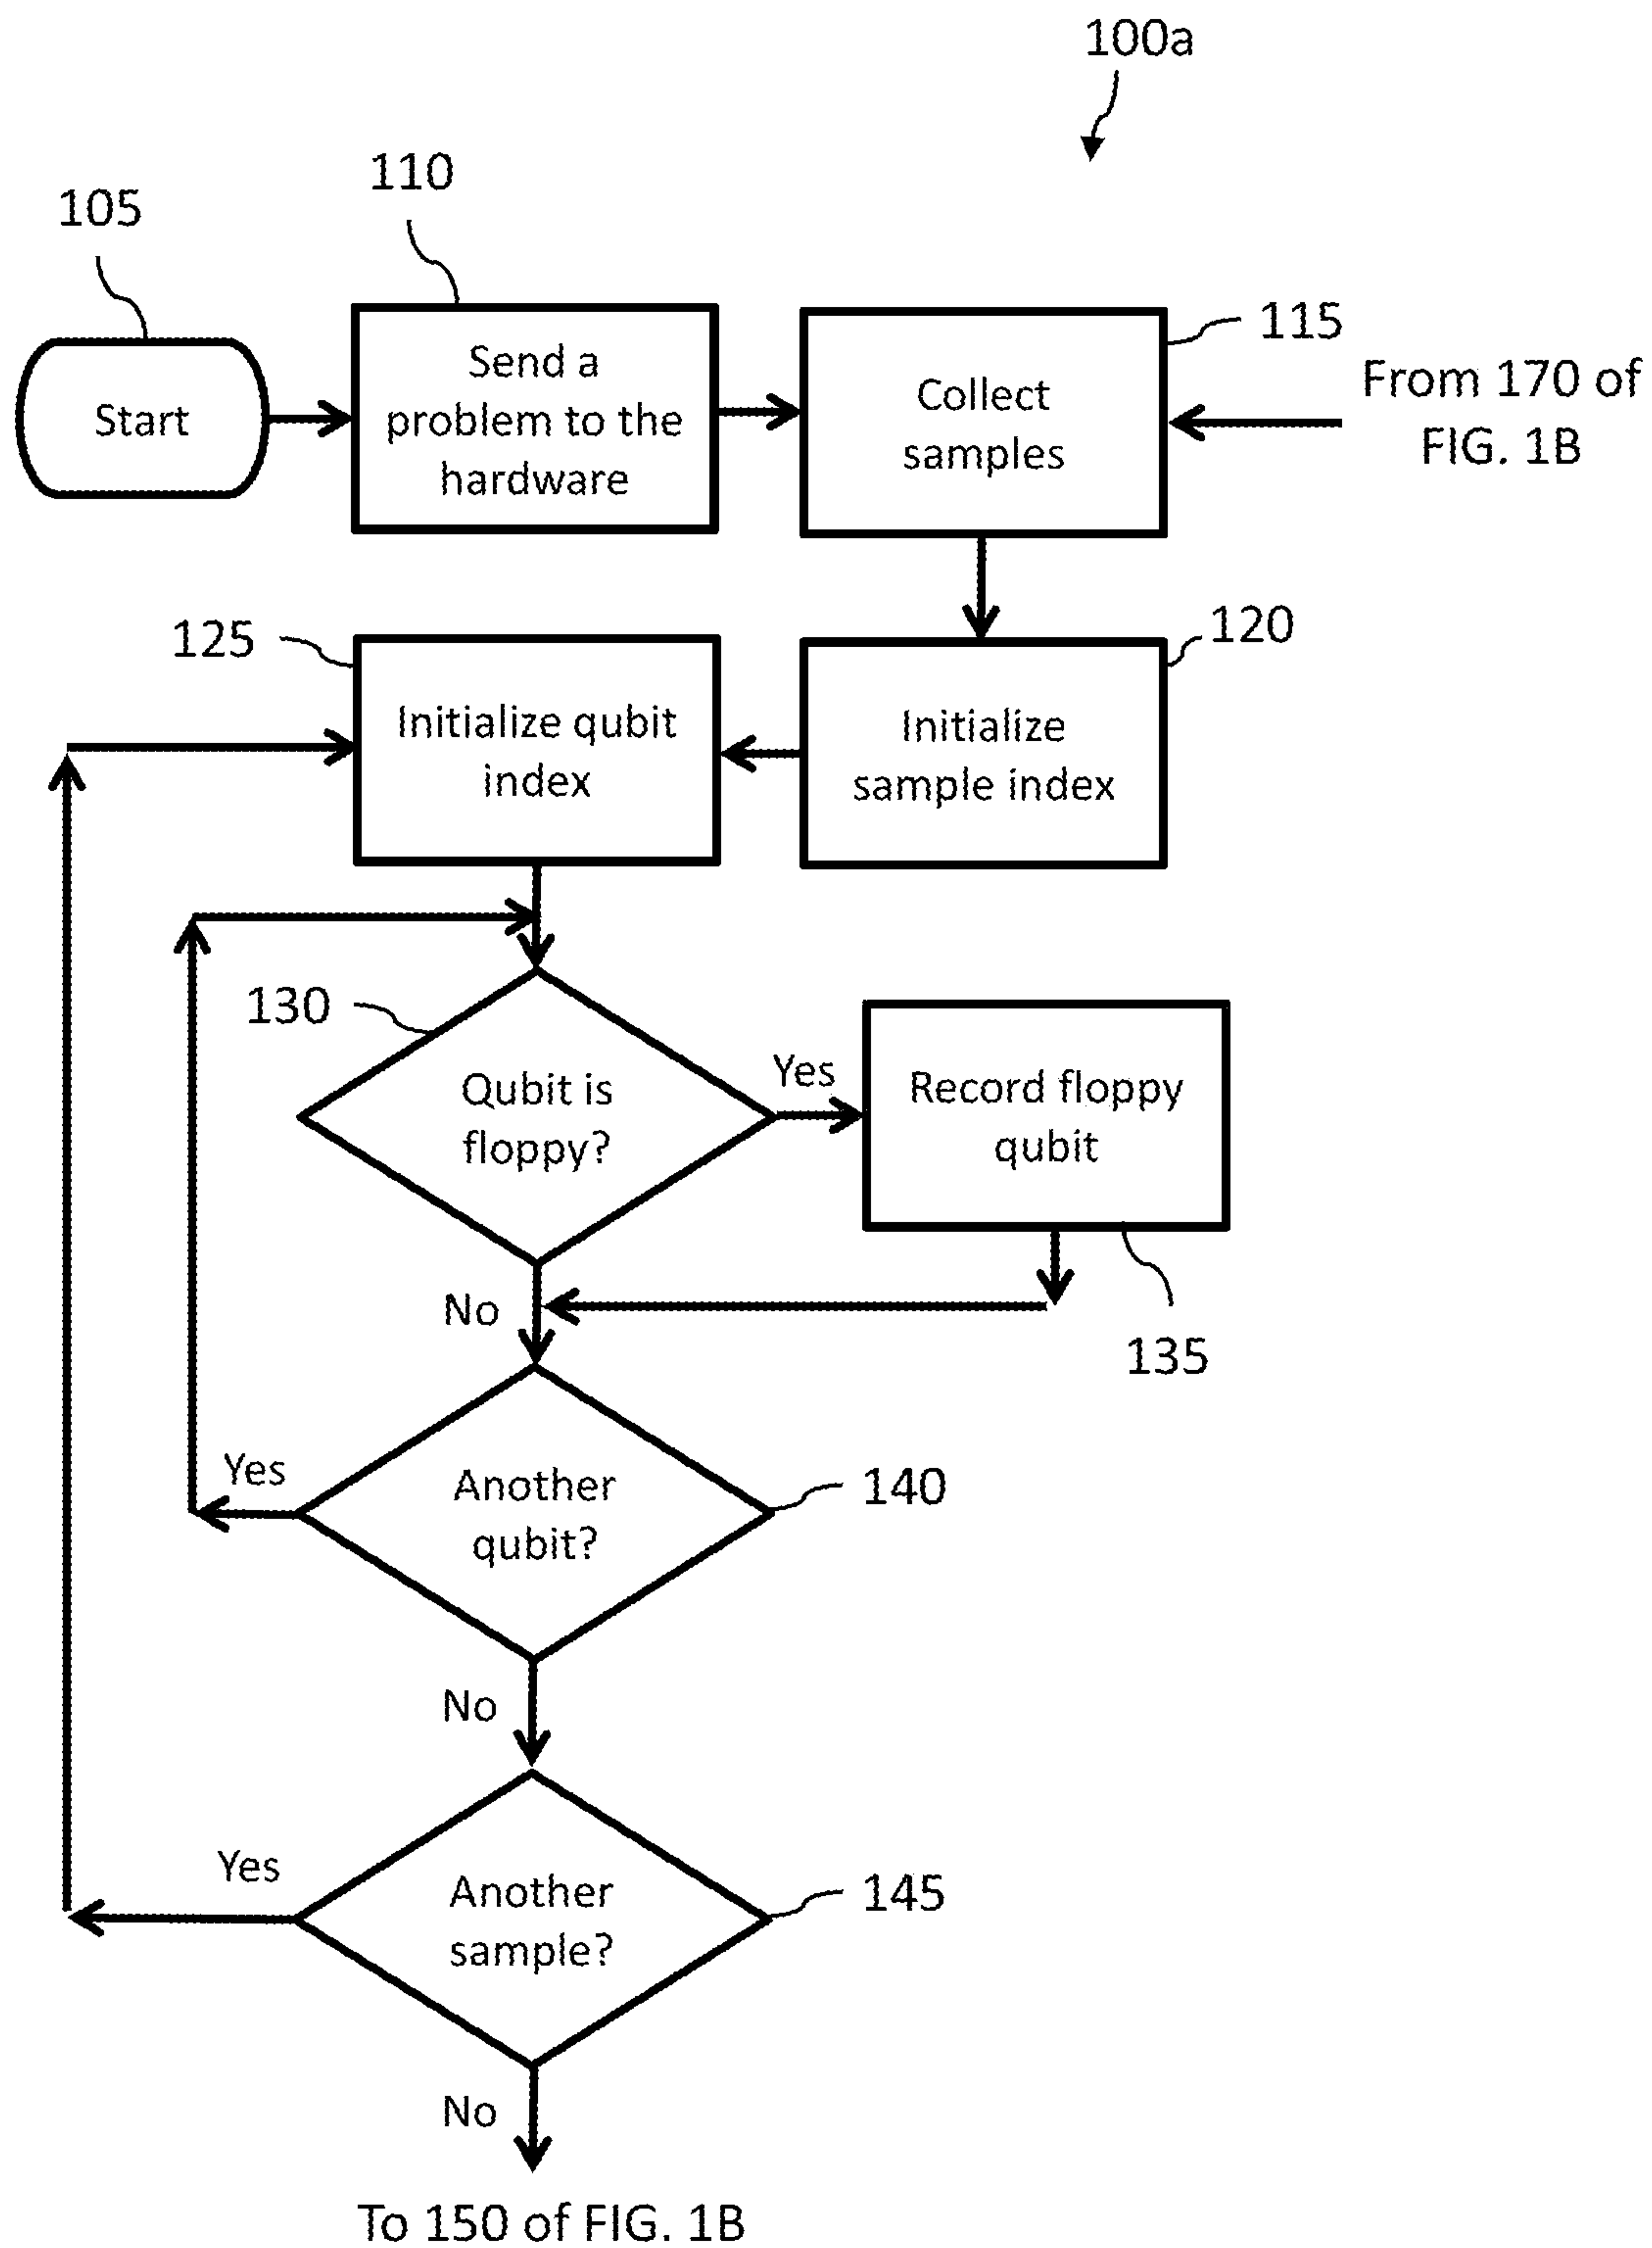 100a
110
105
115
Send a
problem to the
hardware
Start
Collect
samples
From 170 of
FIG. 1B
125
120
Initialize qubit
index
Initialize
sample index
130
Yes
Qubit is
floppy?
Record floppy
qubit
No
135
Yes
Another
qubit?
140
No
Yes
Another
sample?
145
No
To 150 of FIG. 1B